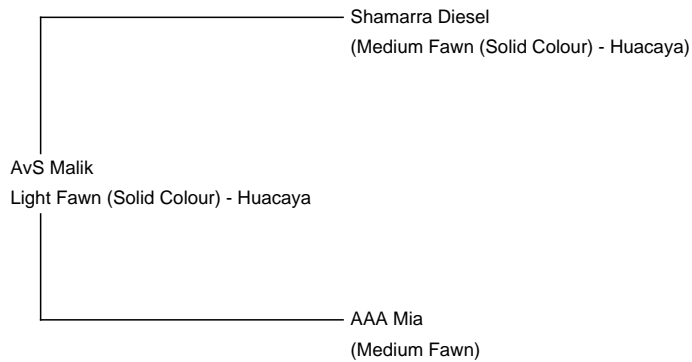 Shamarra Diesel
(Medium Fawn (Solid Colour) - Huacaya)
AvS Malik
Light Fawn (Solid Colour) - Huacaya
AAA Mia
(Medium Fawn)